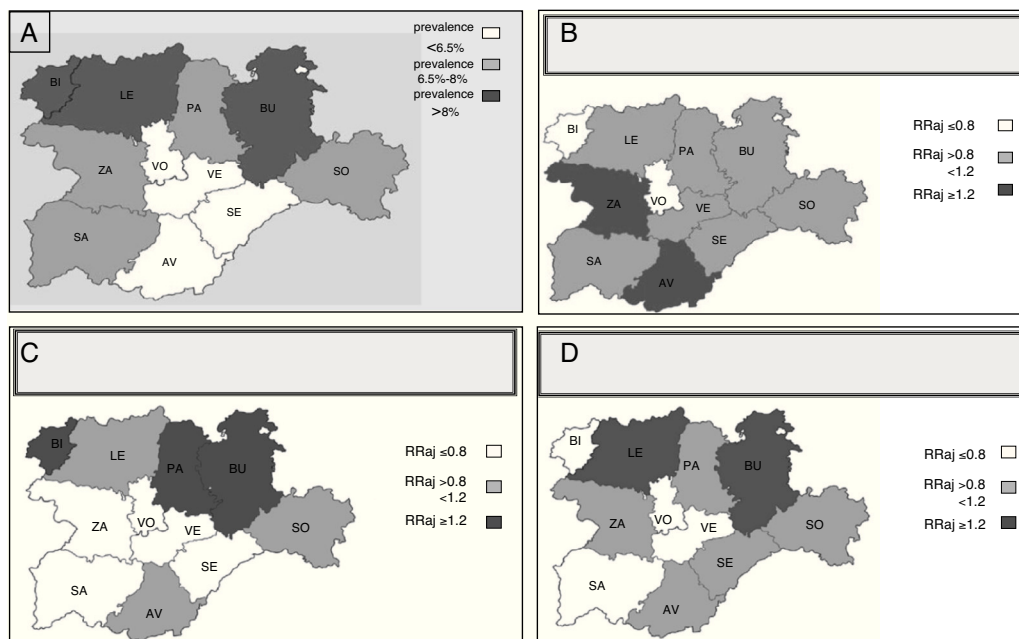 A
prevalence
<6.5%
prevalence
6.5%-8%
prevalence
>8%
BI
LE
PA
BU
ZA
VO
VE
SO
SE
SA
AV
B
RRaj ≤0.8
RRaj >0.8
<1.2
RRaj ≥1.2
BI
LE
PA
BU
ZA
VO
VE
SO
SE
SA
AV
C
RRaj ≤0.8
RRaj >0.8
<1.2
RRaj ≥1.2
BI
LE
PA
BU
ZA
VO
VE
SO
SE
SA
AV
D
RRaj ≤0.8
RRaj >0.8
<1.2
RRaj ≥1.2
BI
LE
PA
BU
ZA
VO
VE
SO
SE
SA
AV